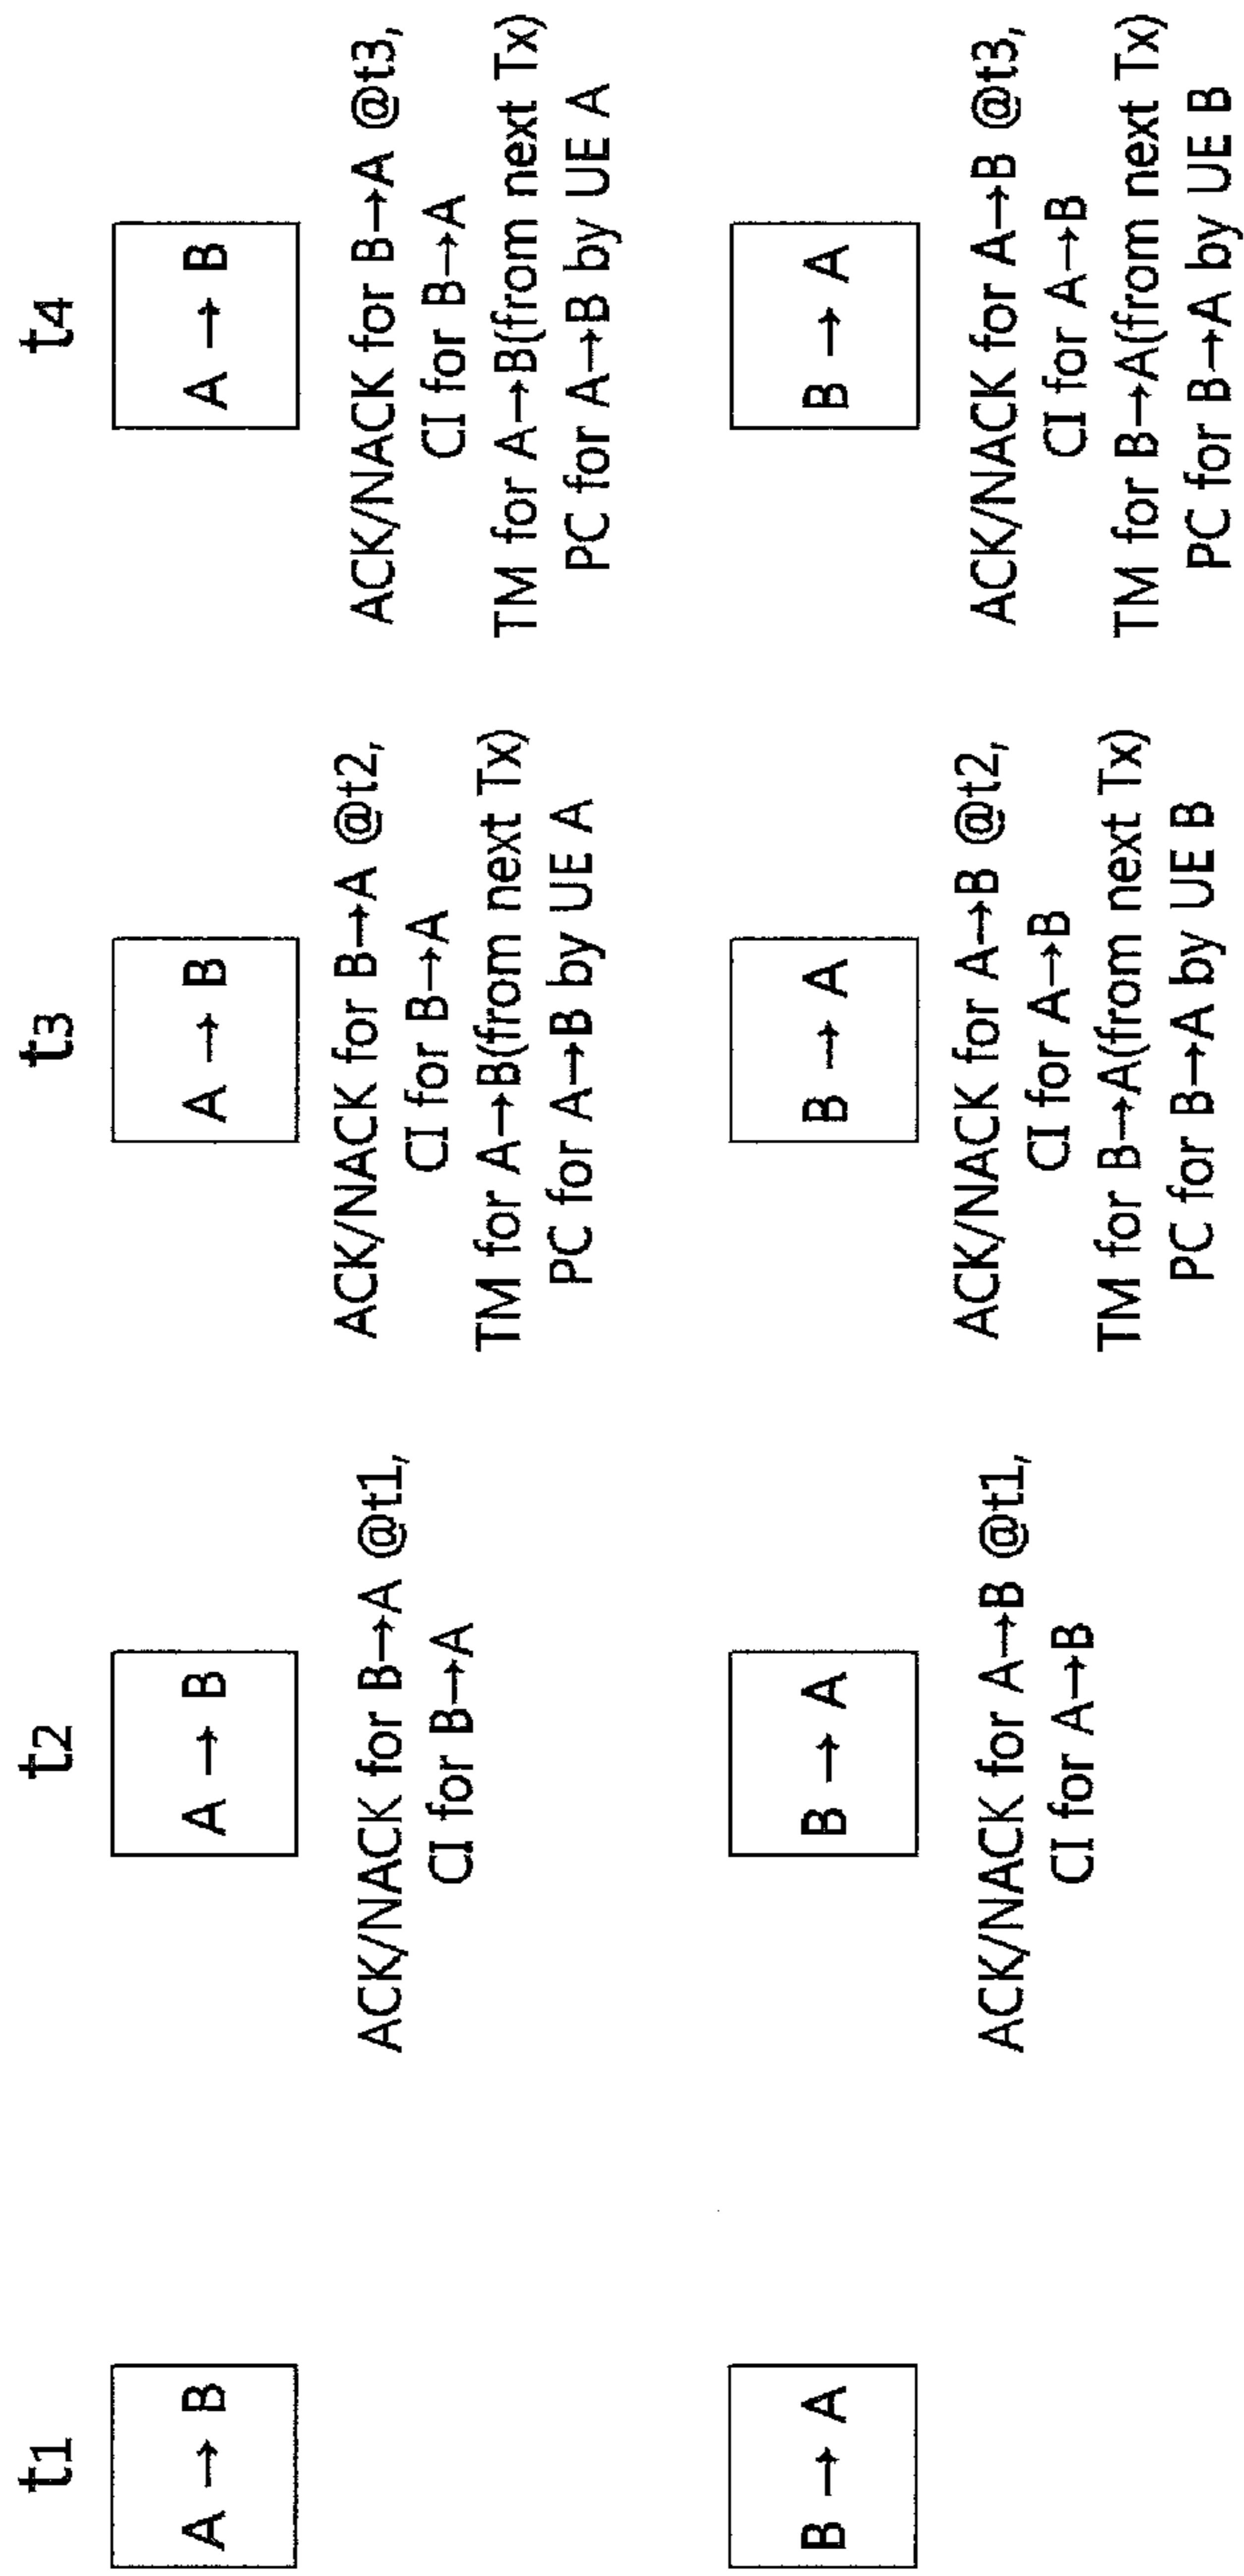 t1
t2
t3
t4
A → B
A → B
A → B
A → B
ACK/NACK for B→A @t1,
CI for B→A
ACK/NACK for B→A @t2,
CI for B→A
TM for A→B(from next Tx)
PC for A→B by UE A
ACK/NACK for B→A @t3,
CI for B→A
TM for A→B(from next Tx)
PC for A→B by UE A
B → A
B → A
B → A
B → A
ACK/NACK for A→B @t1,
CI for A→B
ACK/NACK for A→B @t2,
CI for A→B
TM for B→A(from next Tx)
PC for B→A by UE B
ACK/NACK for A→B @t3,
CI for A→B
TM for B→A(from next Tx)
PC for B→A by UE B